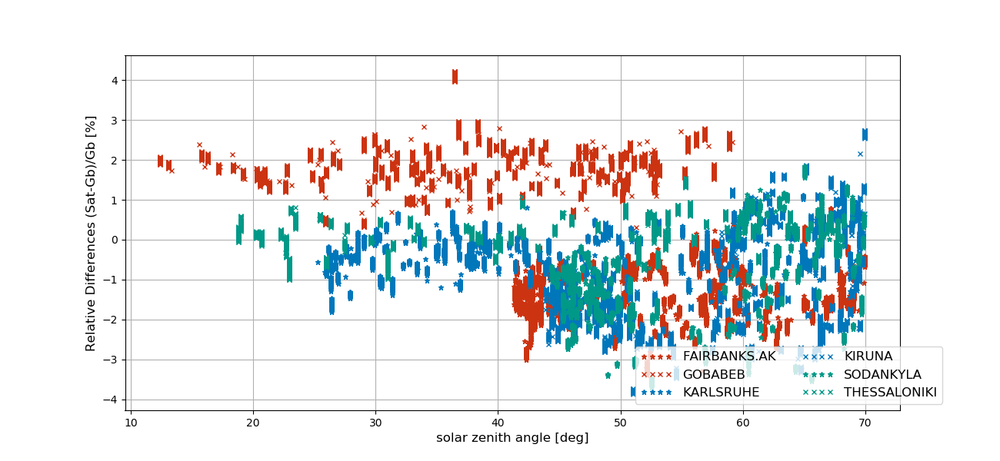 Relative Differences (Sat-Gb)/Gb [%]
4
3
2
1
0
−1
−2
−3
−4
10 20 30 40 50 60 70
solar zenith angle [deg]
FAIRBANKS.AK
GOBABEB
KARLSRUHE
KIRUNA
SODANKYLA
THESSALONIKI